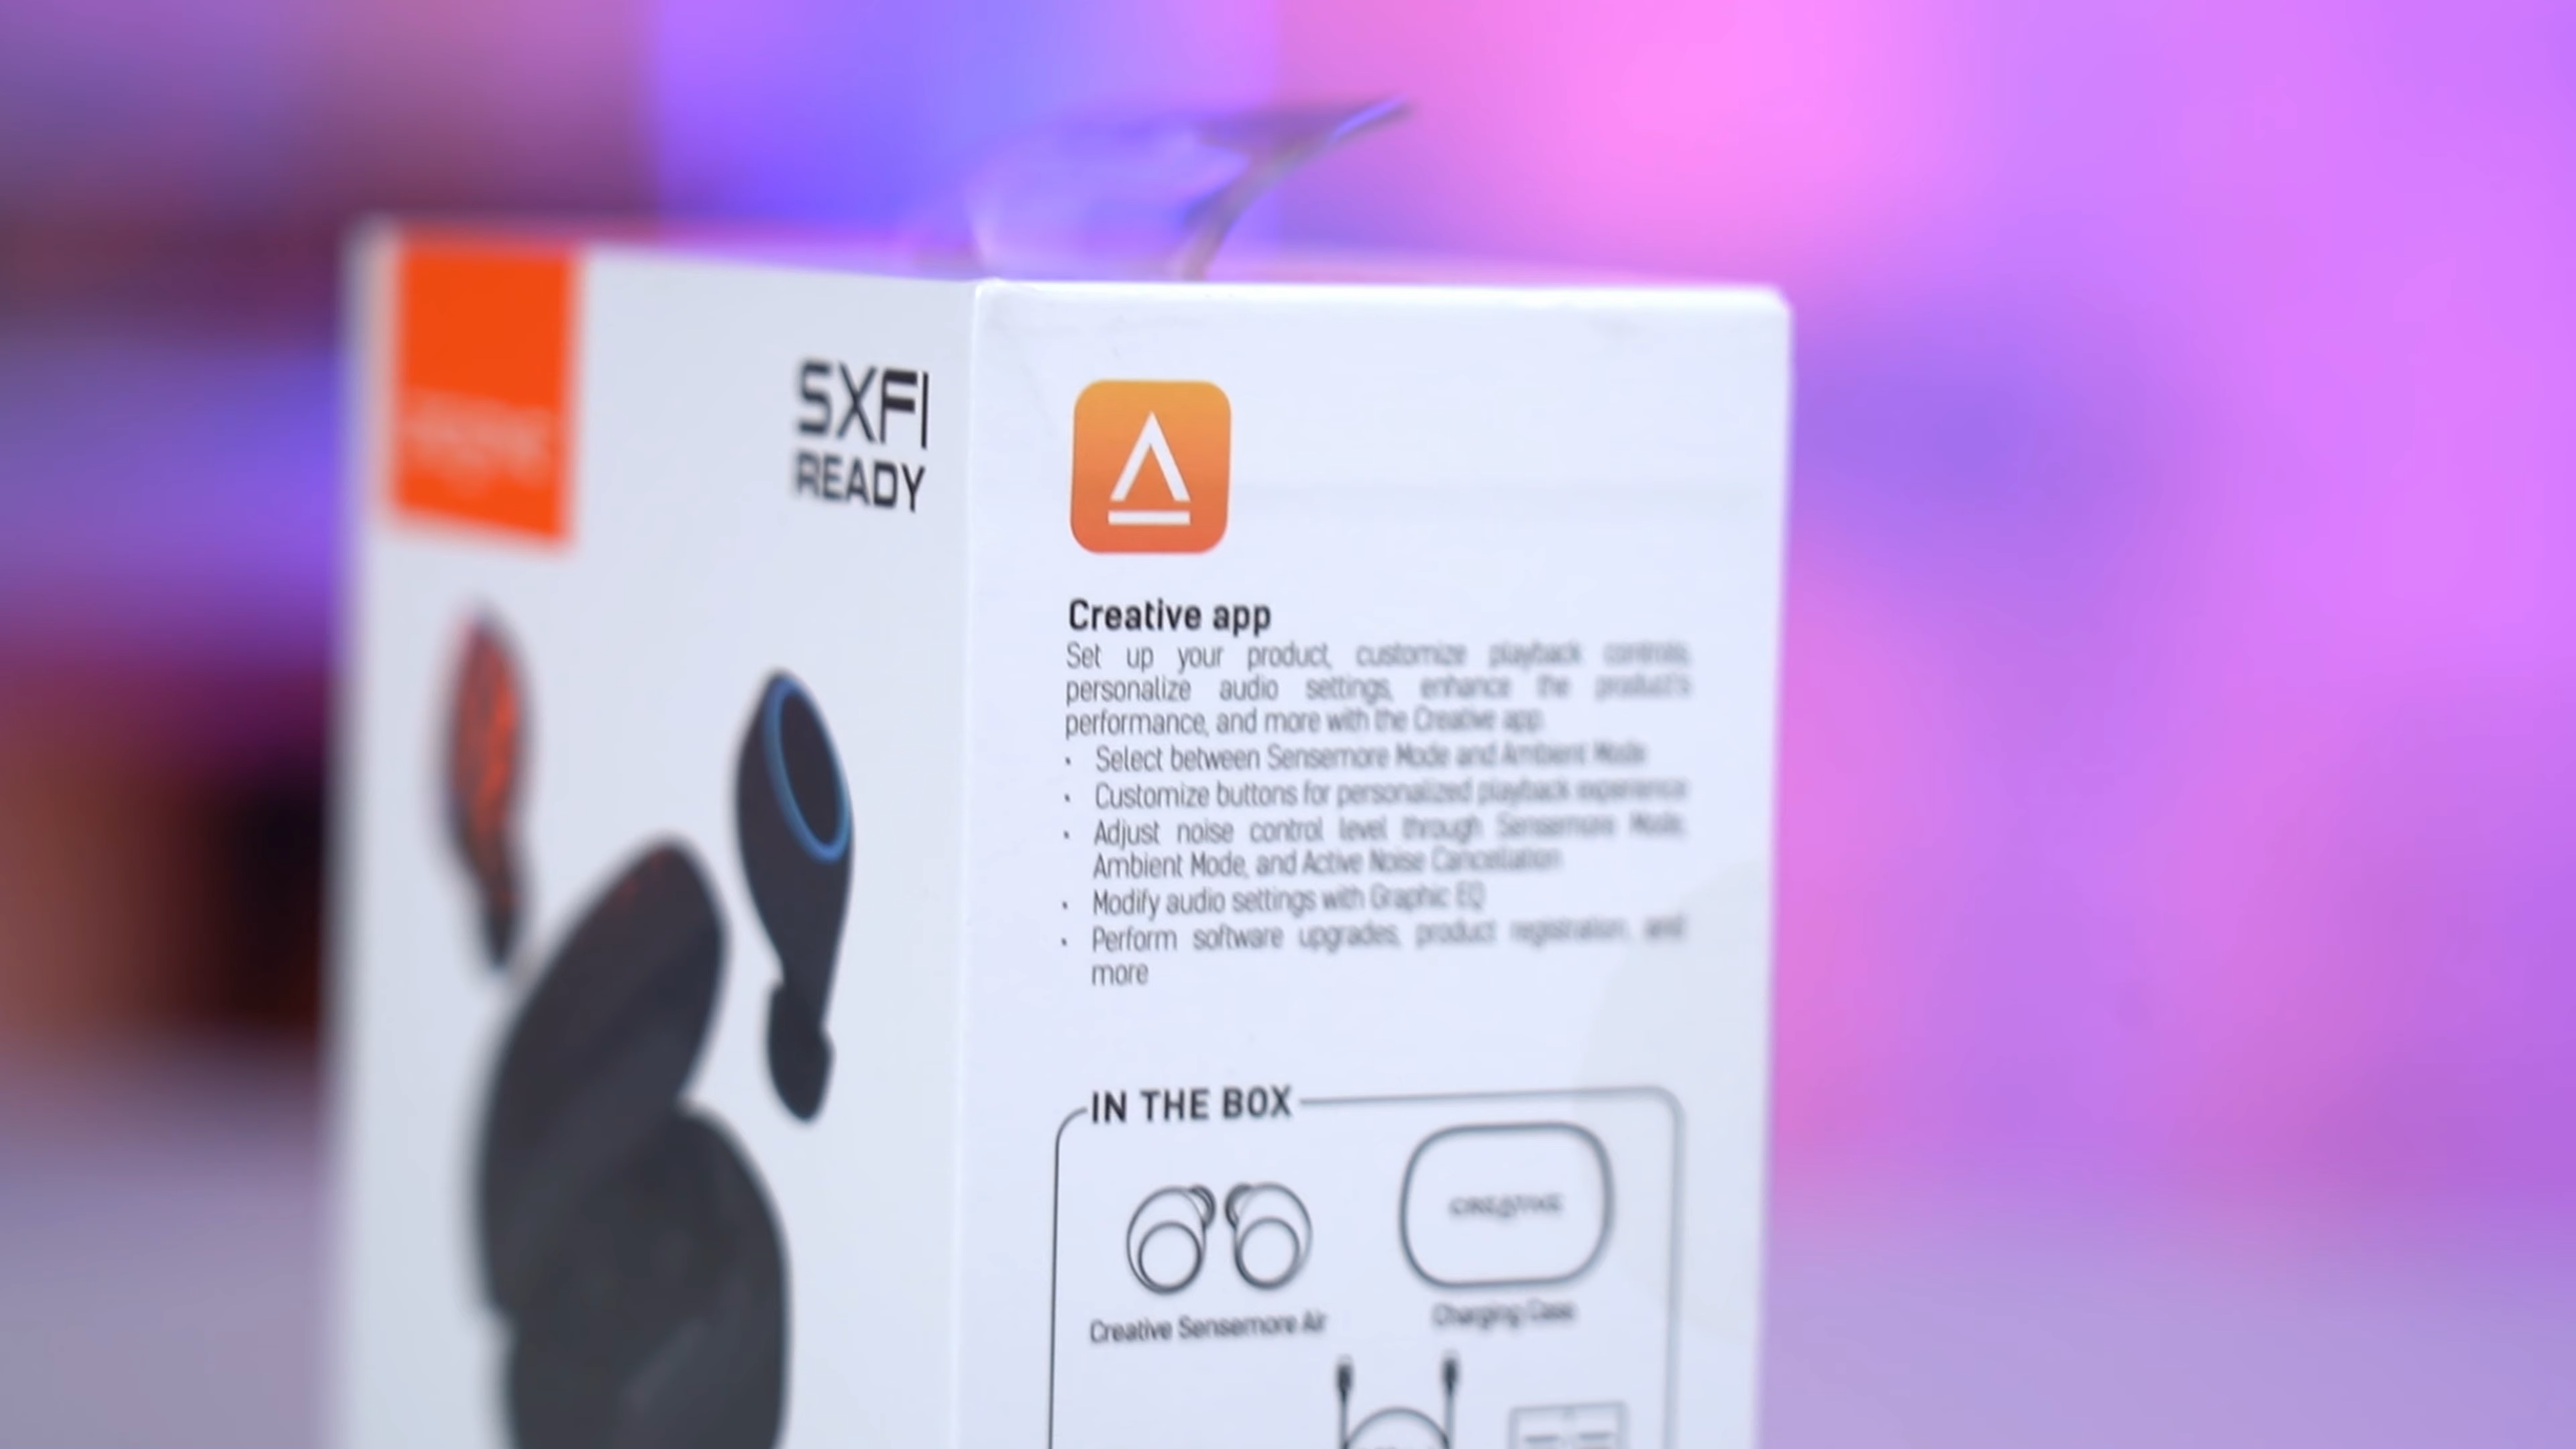 SXFI
READY
Creative app
Set up your product, customize playback controls,
personalize audio settings, enhance the product's
performance, and more with the Creative app.
• Select between Sensemore Mode and Ambient Mode
• Customize buttons for personalized playback experience
• Adjust noise control level through Sensemore Mode,
Ambient Mode, and Active Noise Cancellation
• Modify audio settings with Graphic EQ
• Perform software upgrades, product registration, and
more
IN THE BOX
CREATIVE
Creative Sensemore Air
Charging Case